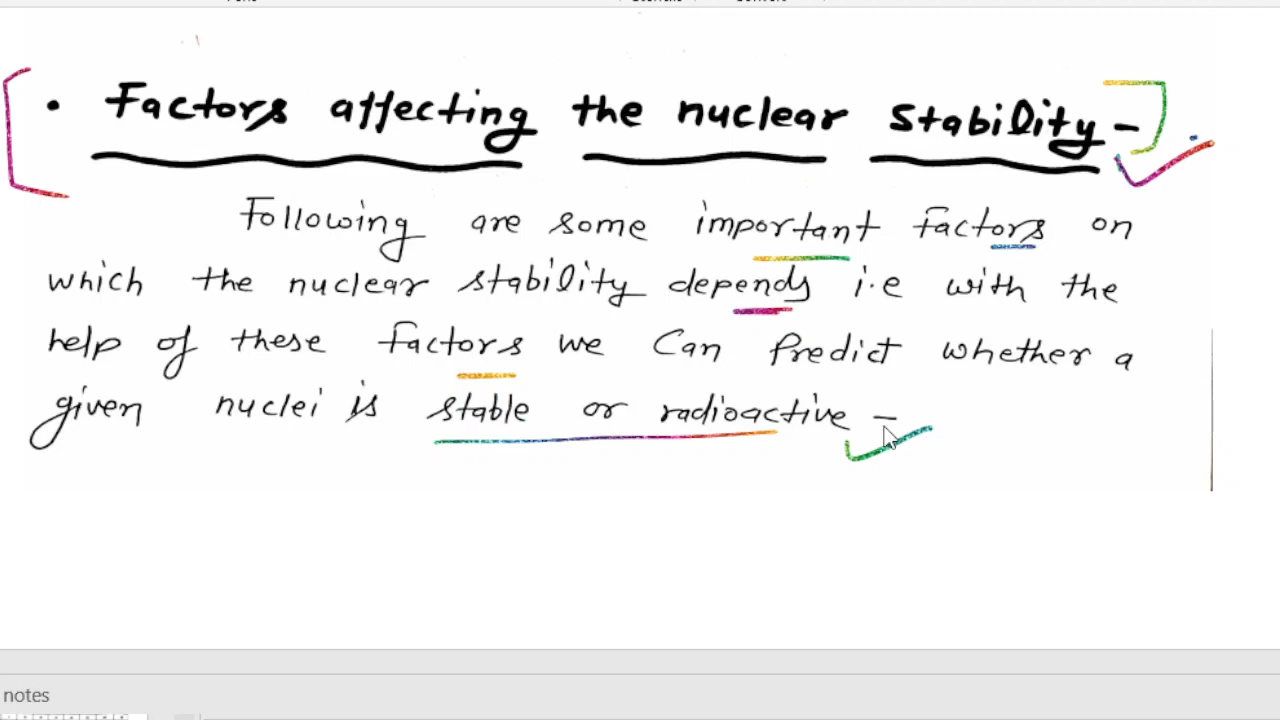 • Factors affecting the nuclear stability -
Following are some important factors on
which the nuclear stability depends i.e with the
help of these factors we can predict whether a
given nuclei is stable or radioactive -
notes